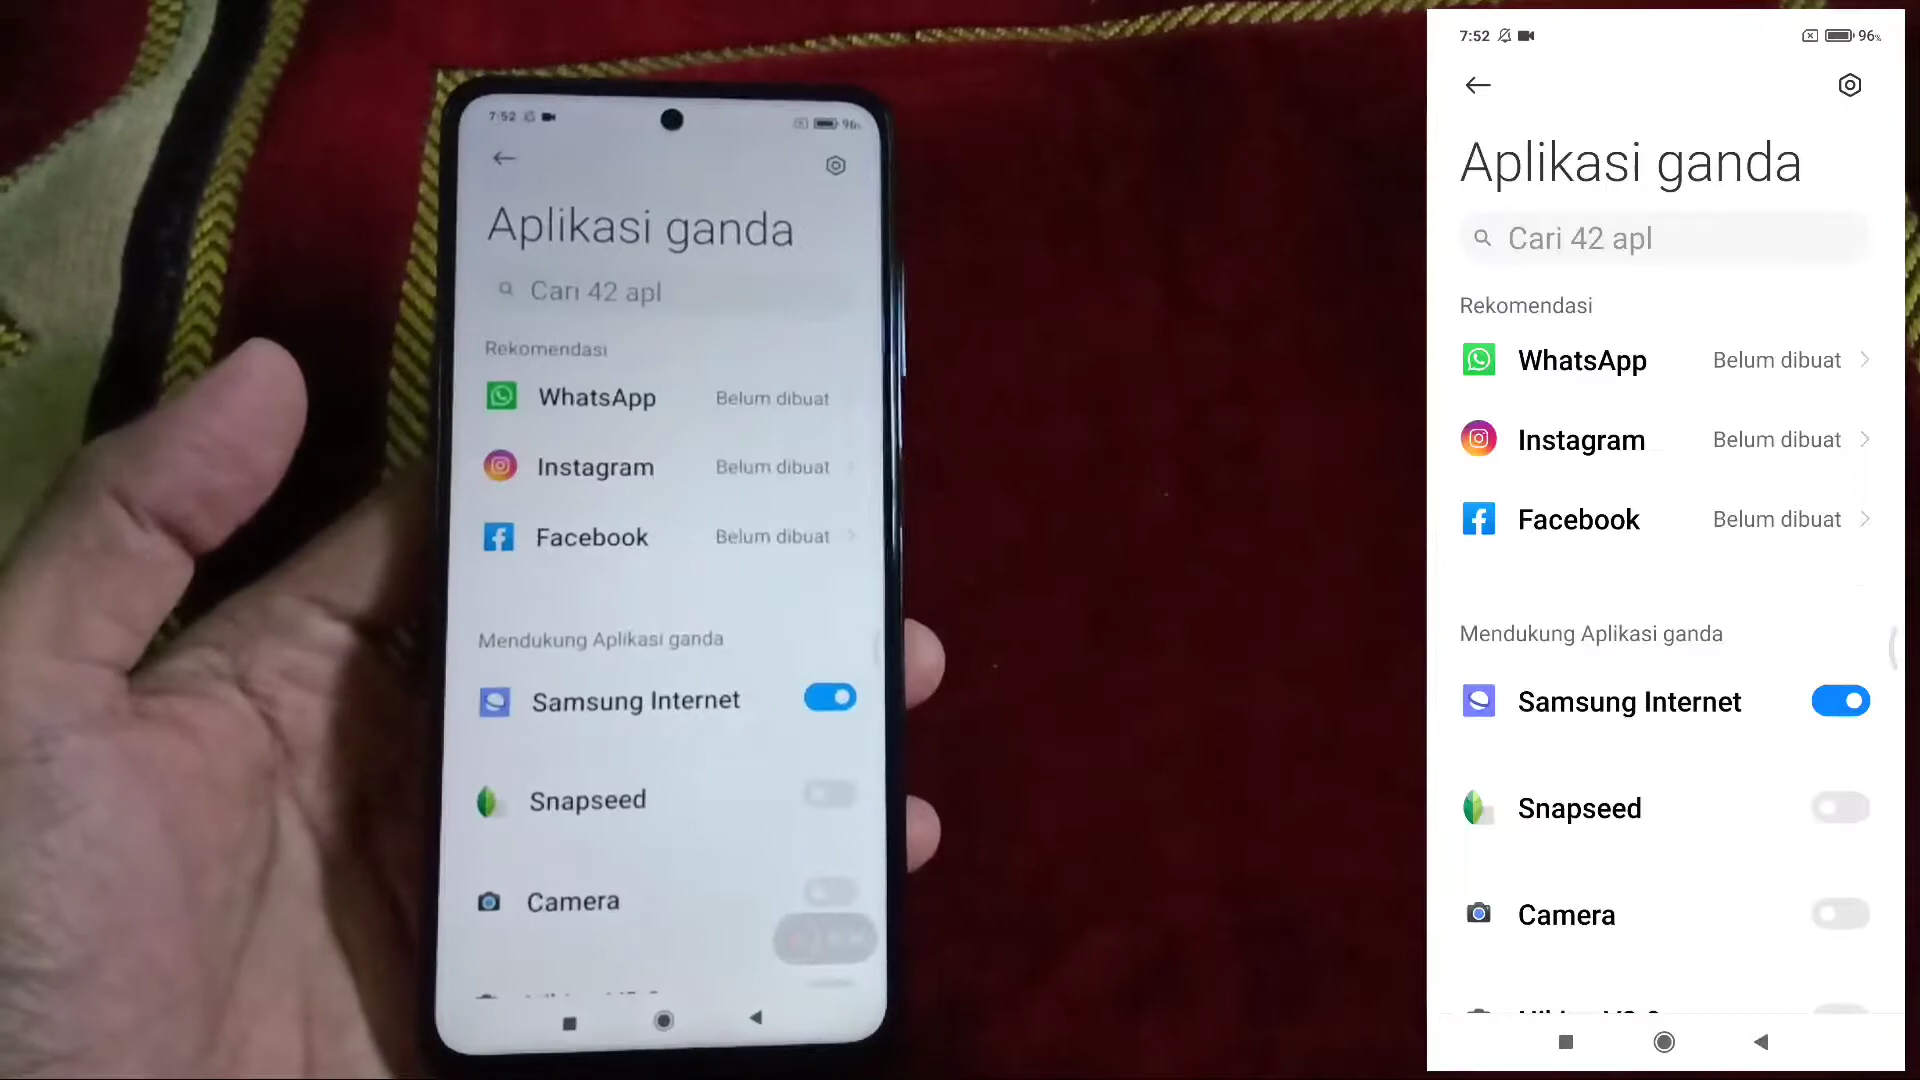 7:52
96%
Aplikasi ganda
Cari 42 apl
Rekomendasi
WhatsApp Belum dibuat
Instagram Belum dibuat
Facebook Belum dibuat
Mendukung Aplikasi ganda
Samsung Internet
Snapseed
Camera
7:52
96%
Aplikasi ganda
Cari 42 apl
Rekomendasi
WhatsApp Belum dibuat
Instagram Belum dibuat
Facebook Belum dibuat
Mendukung Aplikasi ganda
Samsung Internet
Snapseed
Camera